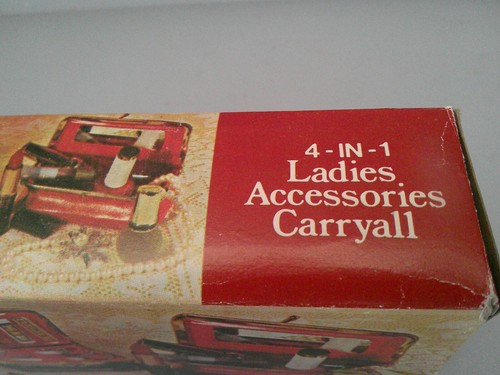 4-IN-1
Ladies
Accessories
Carryall